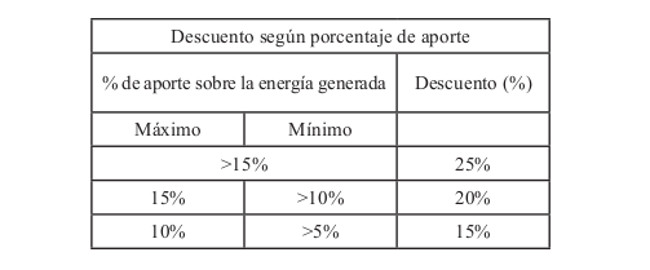 Descuento según porcentaje de aporte
% de aporte sobre la energía generada Descuento (%)
Máximo Mínimo
>15% 25%
15% >10% 20%
10% >5% 15%